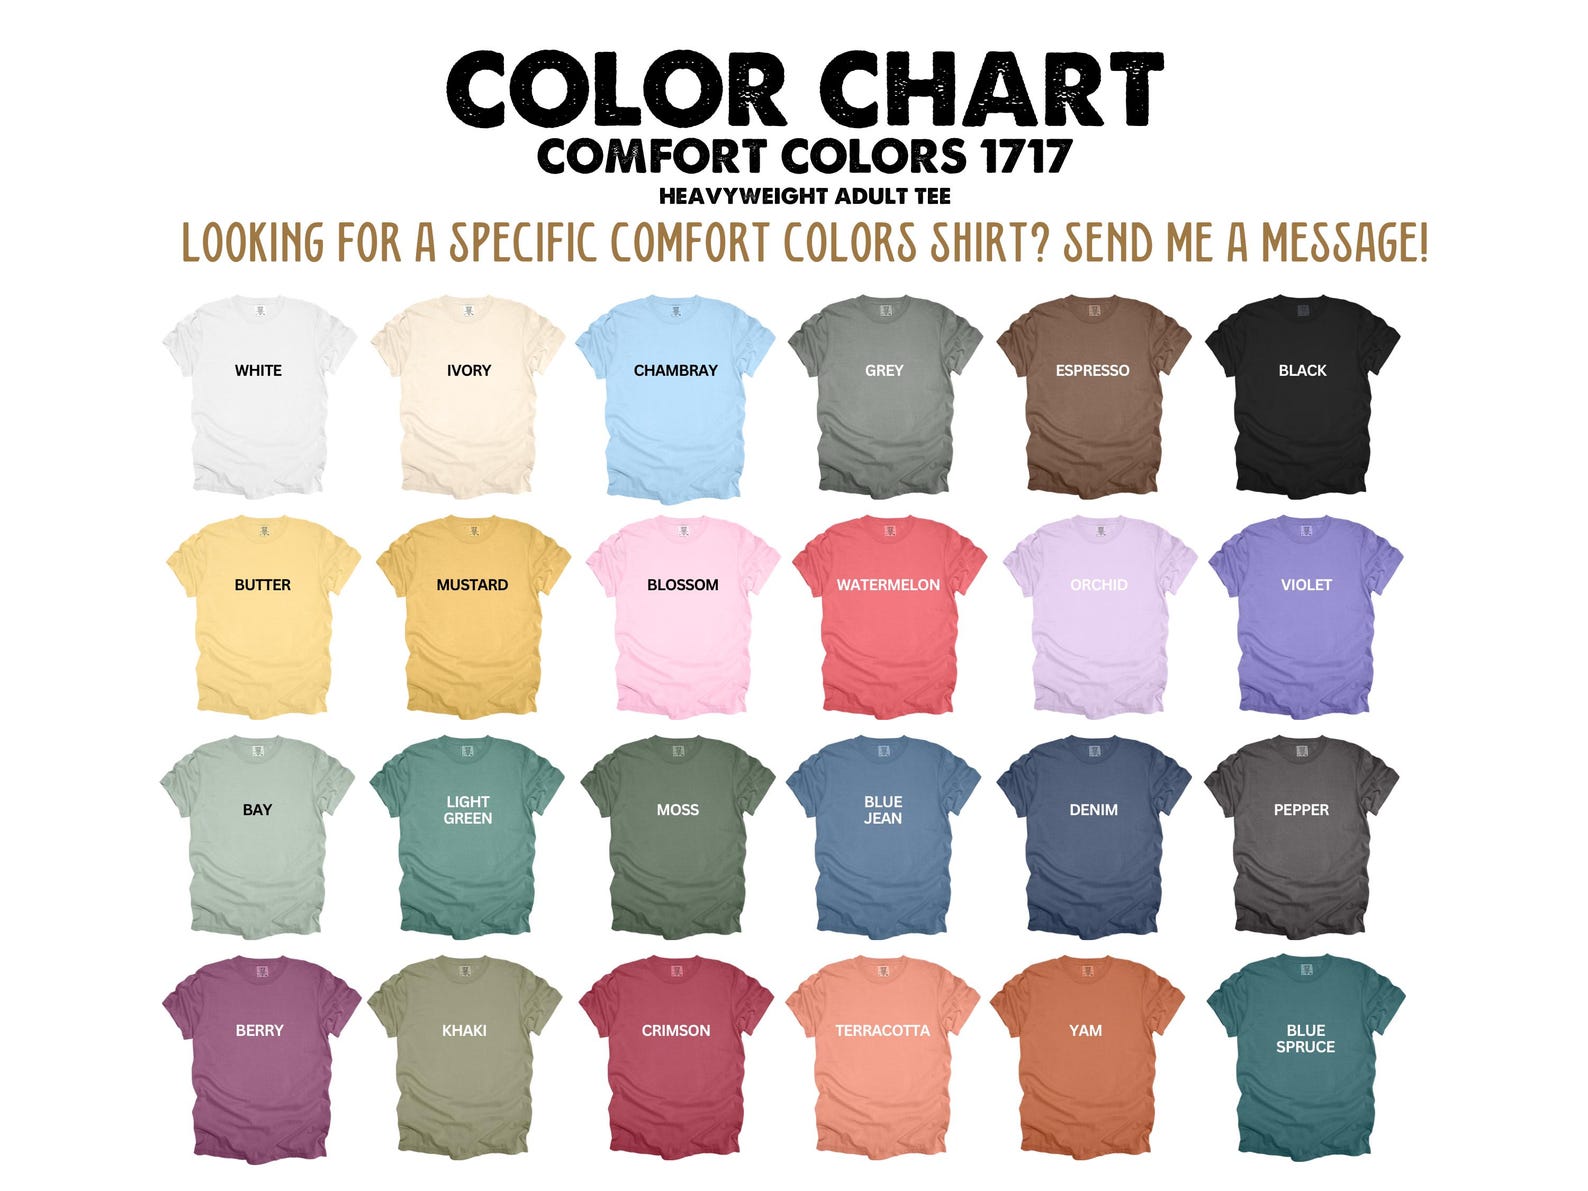 COLOR CHART
COMFORT COLORS 1717
HEAVYWEIGHT ADULT TEE
LOOKING FOR A SPECIFIC COMFORT COLORS SHIRT? SEND ME A MESSAGE!
WHITE
IVORY
CHAMBRAY
GREY
ESPRESSO
BLACK
BUTTER
MUSTARD
BLOSSOM
WATERMELON
ORCHID
VIOLET
BAY
LIGHT
GREEN
MOSS
BLUE
JEAN
DENIM
PEPPER
BERRY
KHAKI
CRIMSON
TERRACOTTA
YAM
BLUE
SPRUCE